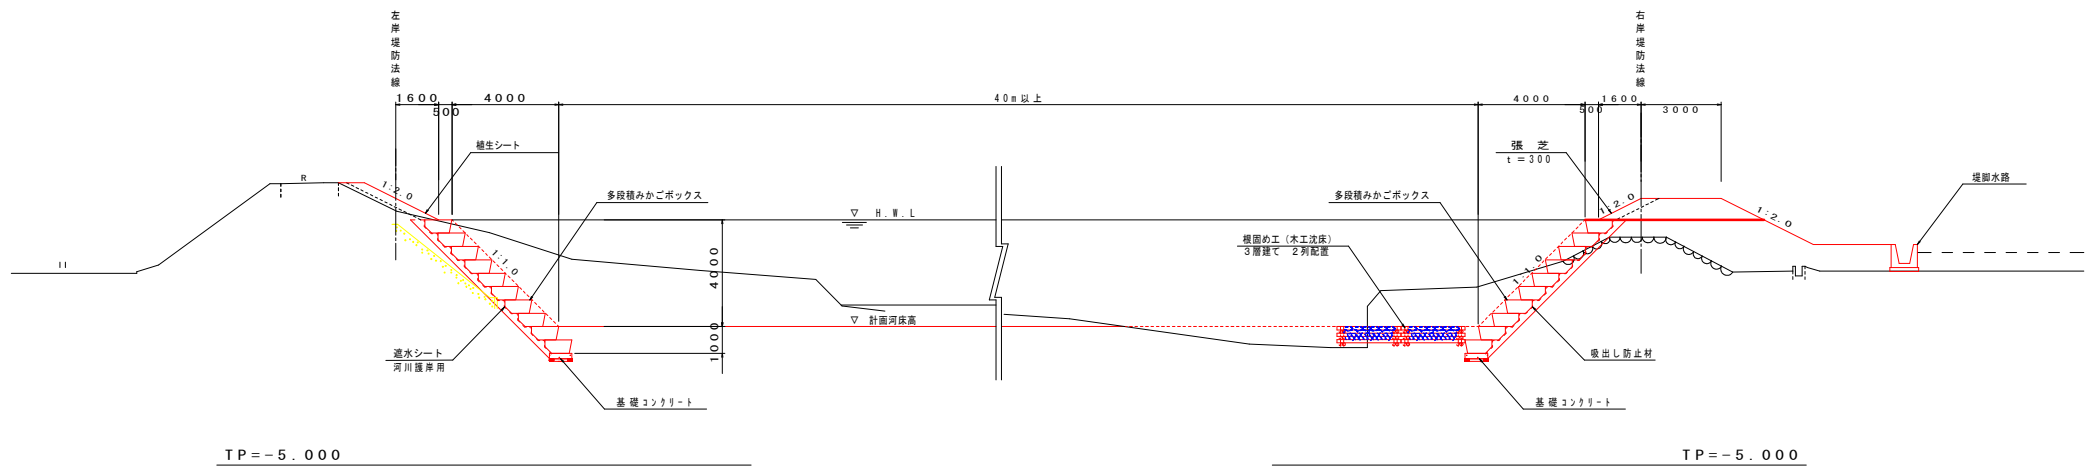 左岸堤防法線
右岸堤防法線
1600
500
4000
40m以上
4000
500
1600
3000
植生シート
張 芝
t=300
R
1:2.0
多段積みかごボックス
多段積みかごボックス
1:2.0
1:2.0
堤脚水路
▽ H.W.L
根固め工（木工沈床）
3層建て 2列配置
1:1.0
1:1.0
4000
▽ 計画河床高
1000
遮水シート
河川護岸用
吸出し防止材
基礎コンクリート
基礎コンクリート
TP=-5.000
TP=-5.000